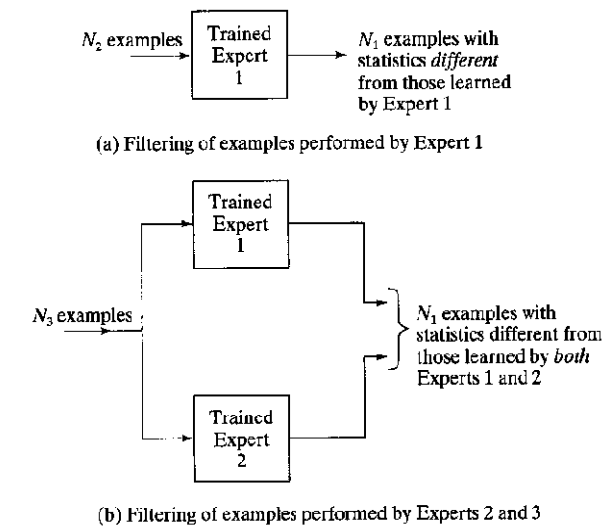 N₂ examples
Trained
Expert
1
N₁ examples with
statistics different
from those learned
by Expert 1
(a) Filtering of examples performed by Expert 1
Trained
Expert
1
N₃ examples
N₁ examples with
statistics different from
those learned by both
Experts 1 and 2
Trained
Expert
2
(b) Filtering of examples performed by Experts 2 and 3